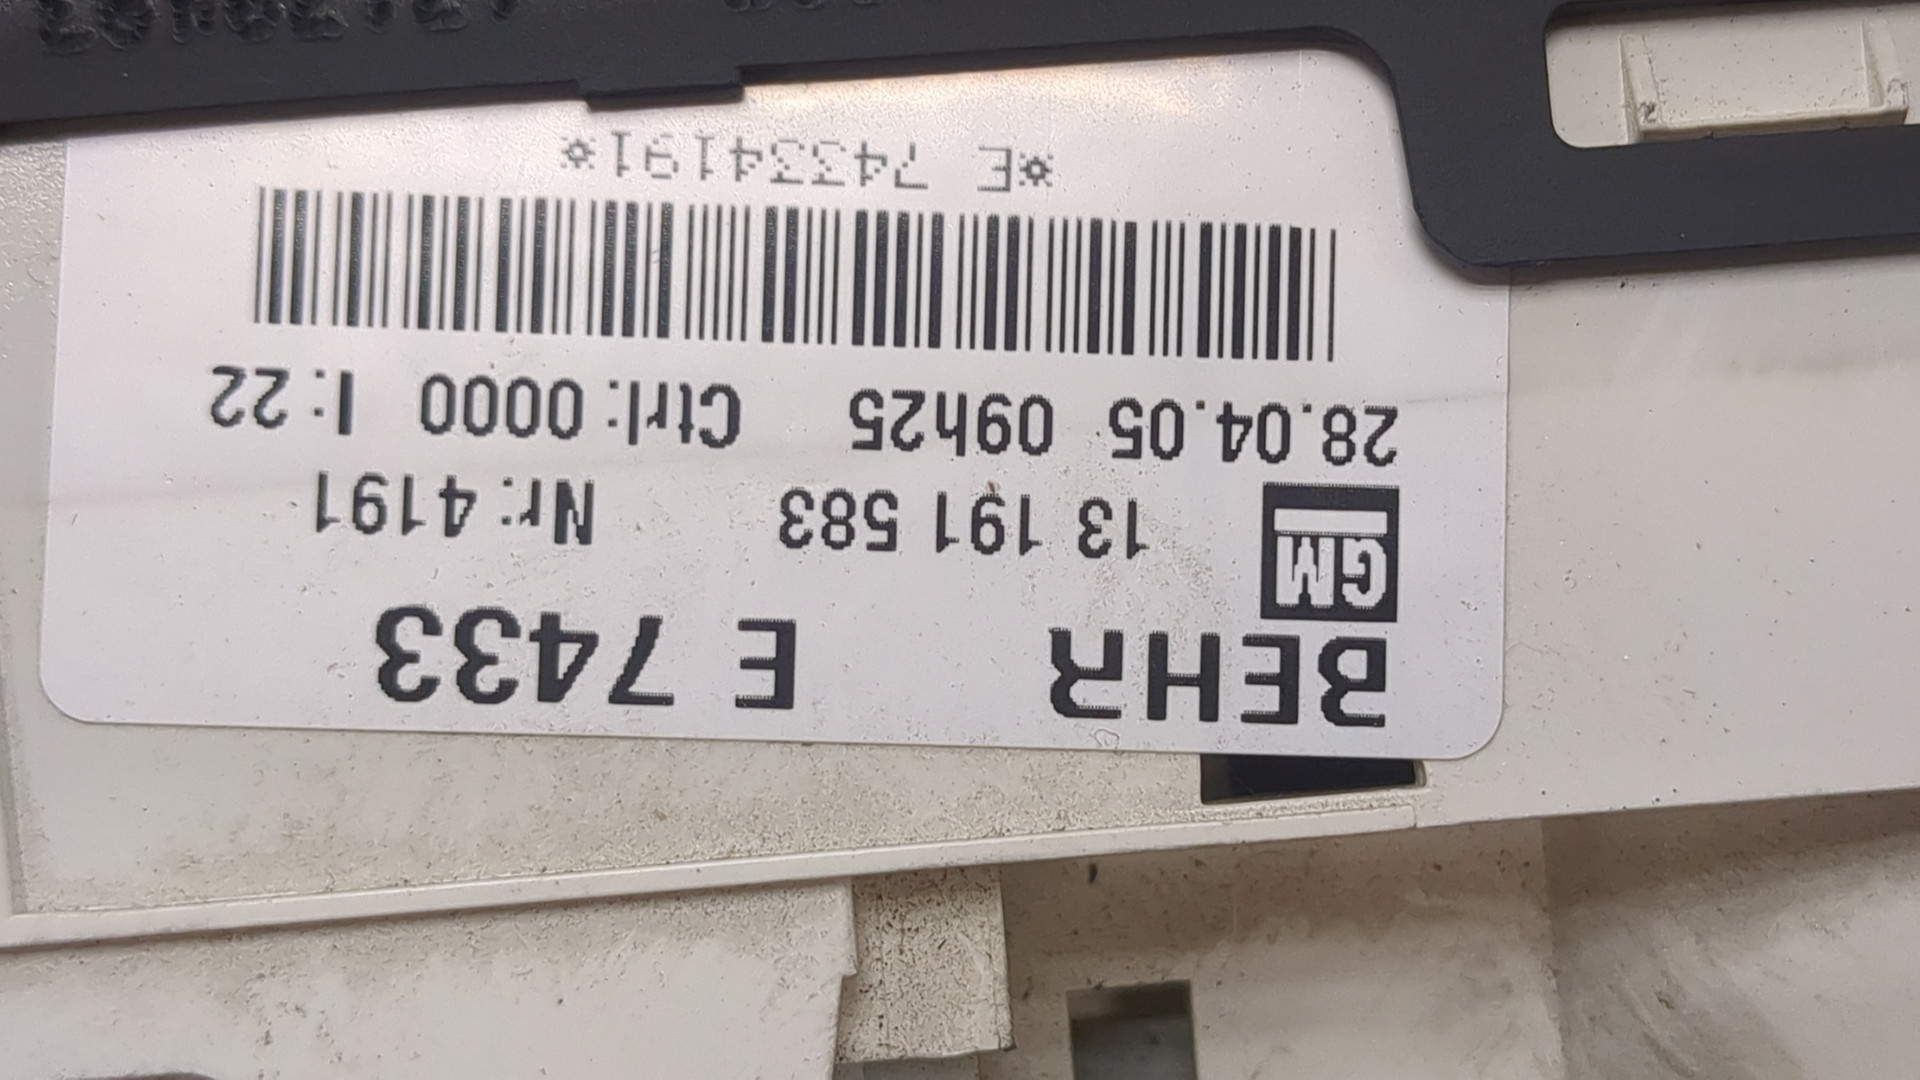 BEHR E 7433
GM 13 191 583 Nr: 4191
28.04.05 09h25 Ctrl: 0000 I: 22
*E 74334191*